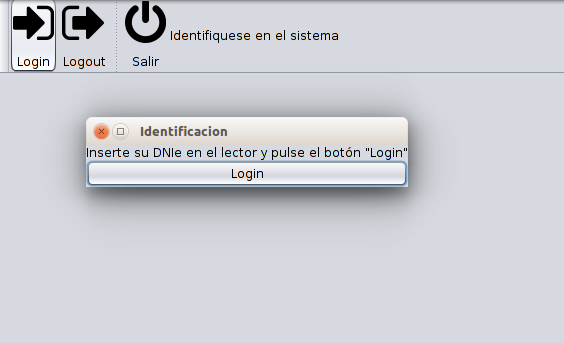 Identifiquese en el sistema
Login Logout Salir
Identificacion
Inserte su DNIe en el lector y pulse el botón "Login"
Login